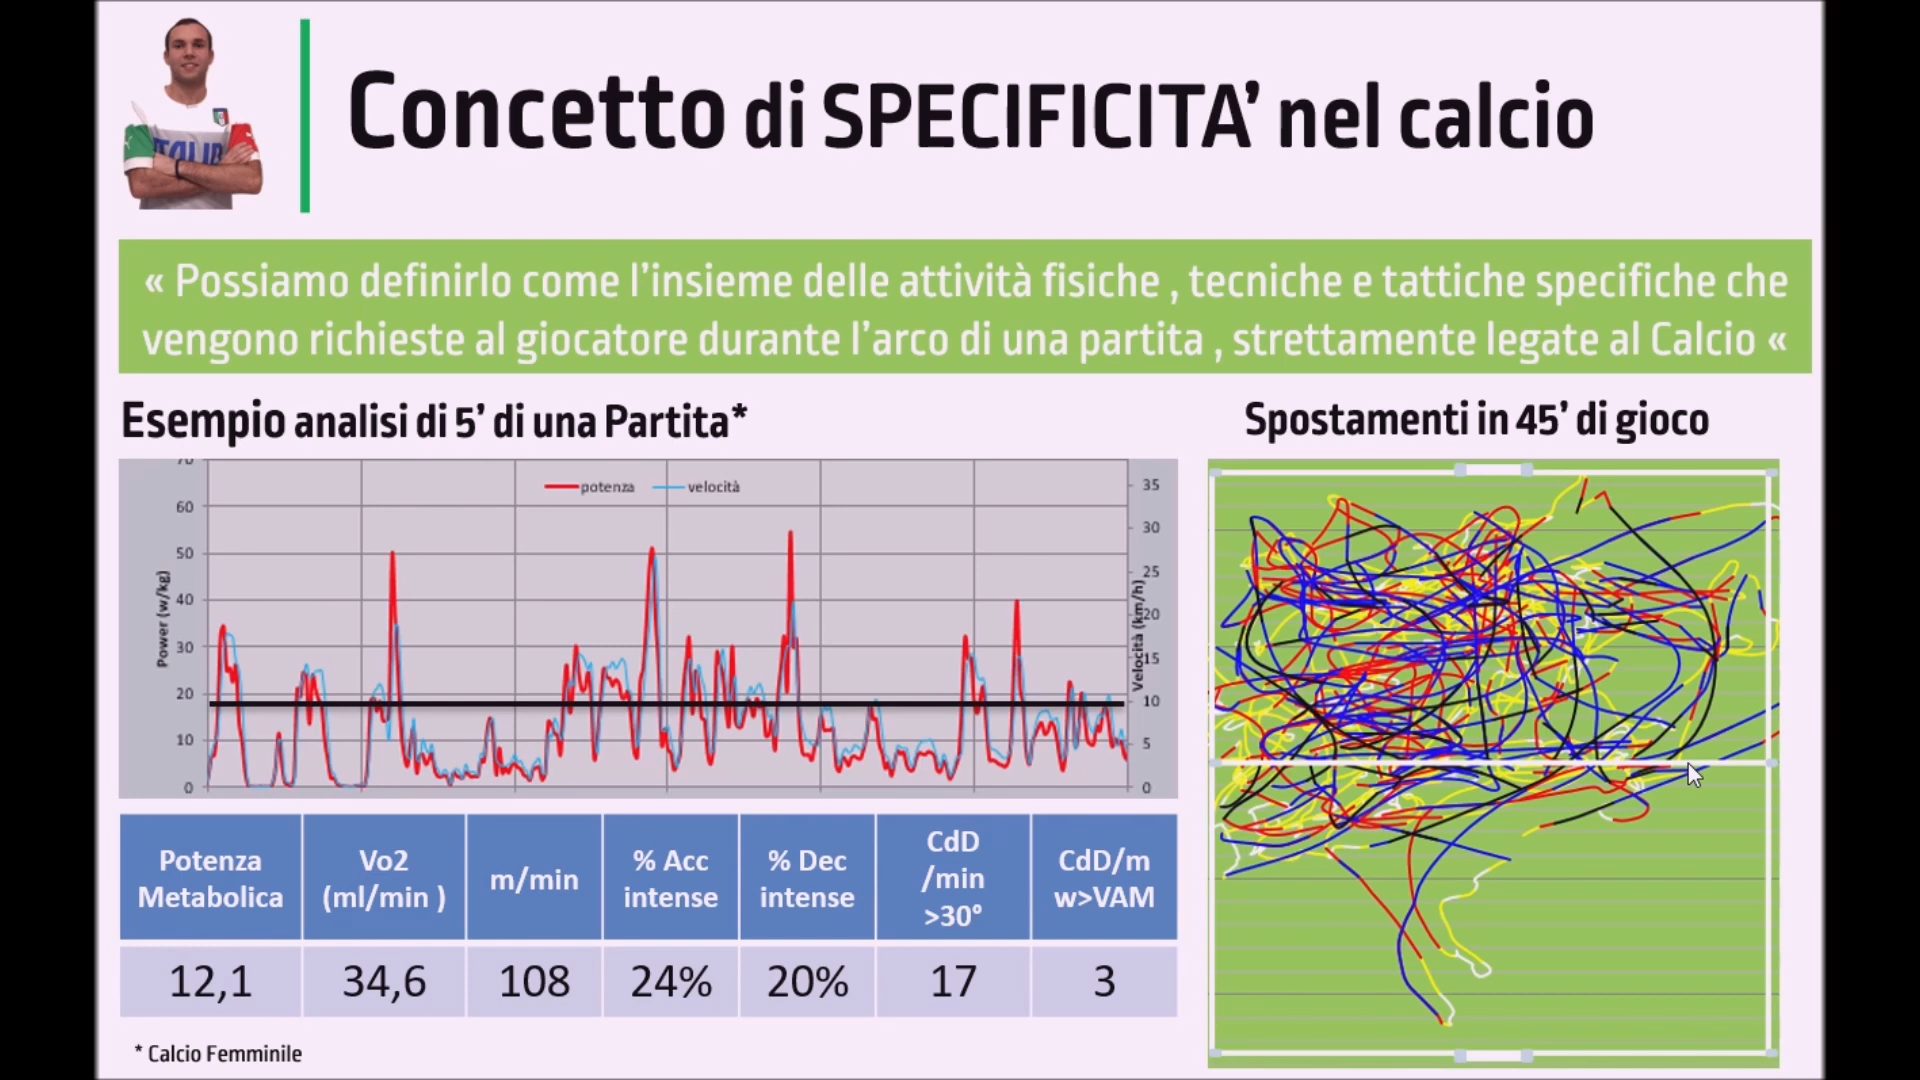 Concetto di SPECIFICITA’ nel calcio
ITALIA
« Possiamo definirlo come l’insieme delle attività fisiche , tecniche e tattiche specifiche che
vengono richieste al giocatore durante l’arco di una partita , strettamente legate al Calcio «
Esempio analisi di 5’ di una Partita*
Spostamenti in 45’ di gioco
potenza velocità
Power (w/kg)
70
60
50
40
30
20
10
0
Velocità (km/h)
35
30
25
20
15
10
5
0
Potenza Metabolica
Vo2 (ml/min )
m/min
% Acc intense
% Dec intense
CdD /min >30°
CdD/m w>VAM
12,1 34,6 108 24% 20% 17 3
* Calcio Femminile